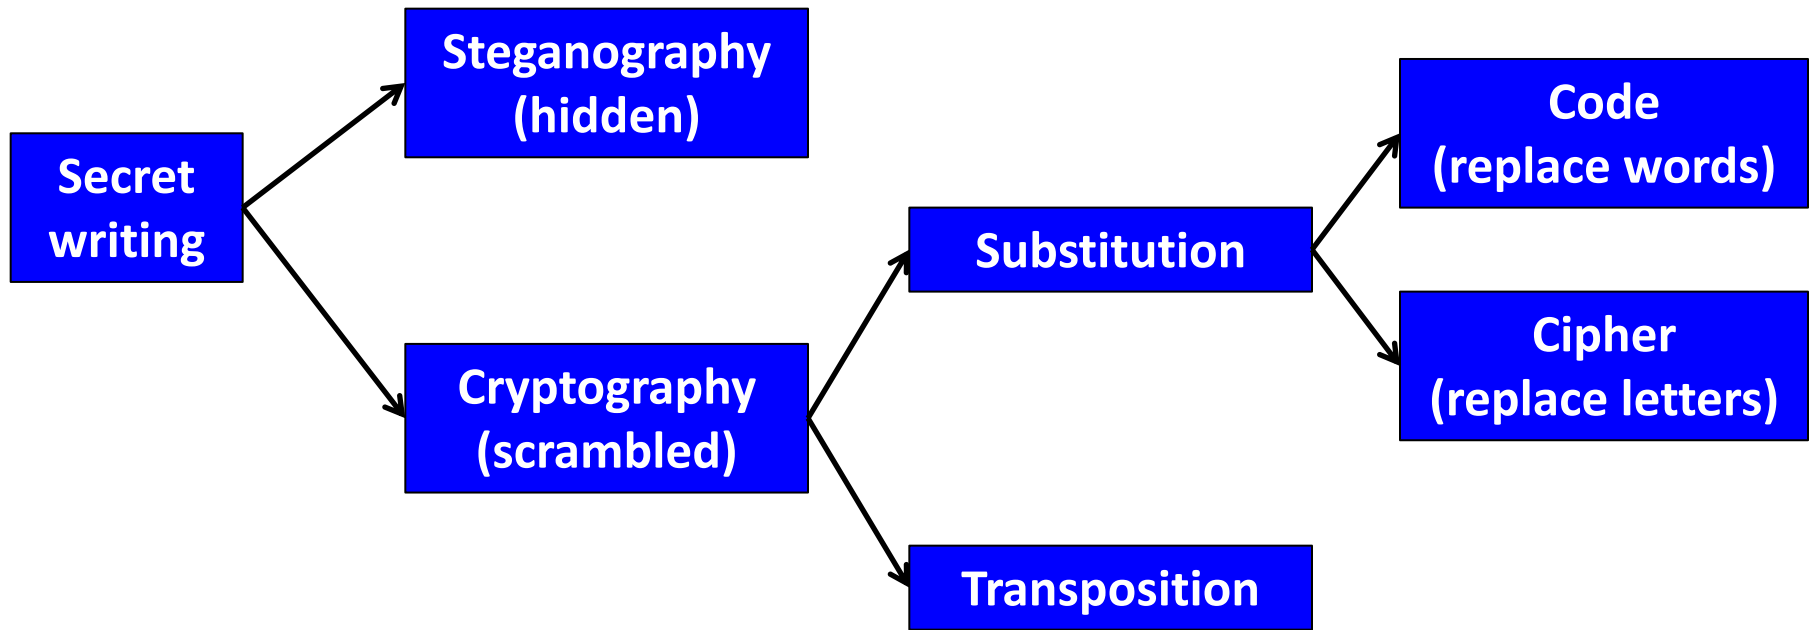 Secret
writing
Steganography
(hidden)
Cryptography
(scrambled)
Substitution
Transposition
Code
(replace words)
Cipher
(replace letters)